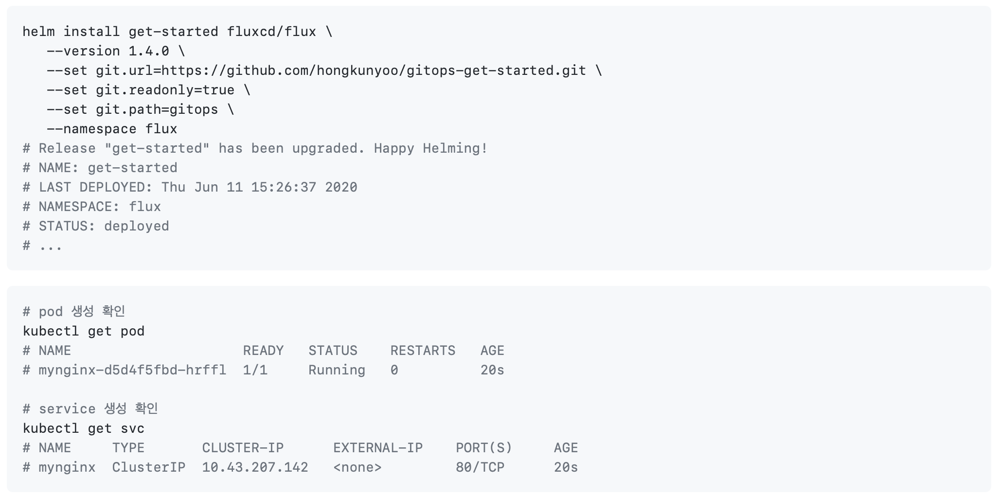 helm install get-started fluxcd/flux \
   --version 1.4.0 \
   --set git.url=https://github.com/hongkunyoo/gitops-get-started.git \
   --set git.readonly=true \
   --set git.path=gitops \
   --namespace flux
# Release "get-started" has been upgraded. Happy Helming!
# NAME: get-started
# LAST DEPLOYED: Thu Jun 11 15:26:37 2020
# NAMESPACE: flux
# STATUS: deployed
# ...
# pod 생성 확인
kubectl get pod
# NAME                     READY   STATUS    RESTARTS   AGE
# mynginx-d5d4f5fbd-hrffl  1/1     Running   0          20s
# service 생성 확인
kubectl get svc
# NAME     TYPE       CLUSTER-IP      EXTERNAL-IP    PORT(S)     AGE
# mynginx  ClusterIP  10.43.207.142   <none>         80/TCP      20s